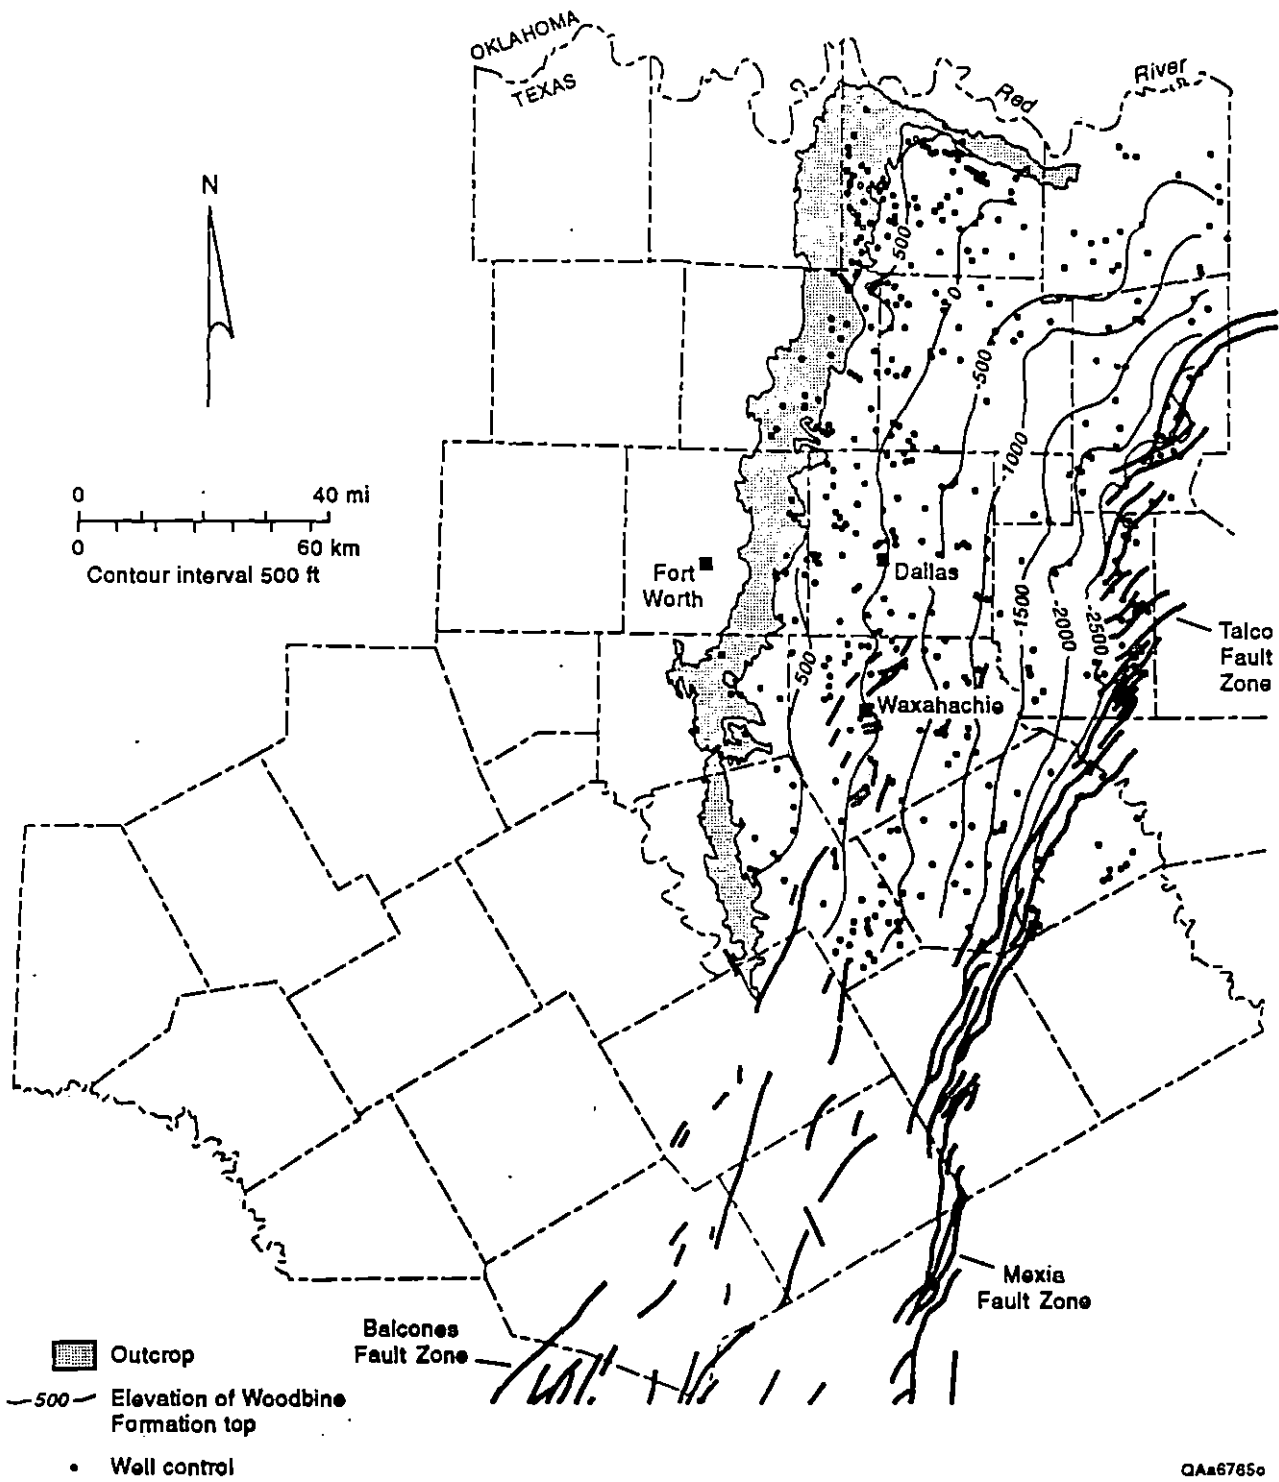 OKLAHOMA
TEXAS
Red
River
N
500
0
-500
-1000
0 40 mi
0 60 km
Contour interval 500 ft
Fort
Worth
Dallas
500
-1500
-2000
-2500
Talco
Fault
Zone
Waxahachie
Mexia
Fault Zone
Balcones
Fault Zone
Outcrop
-500- Elevation of Woodbine
Formation top
• Well control
QAa6765c